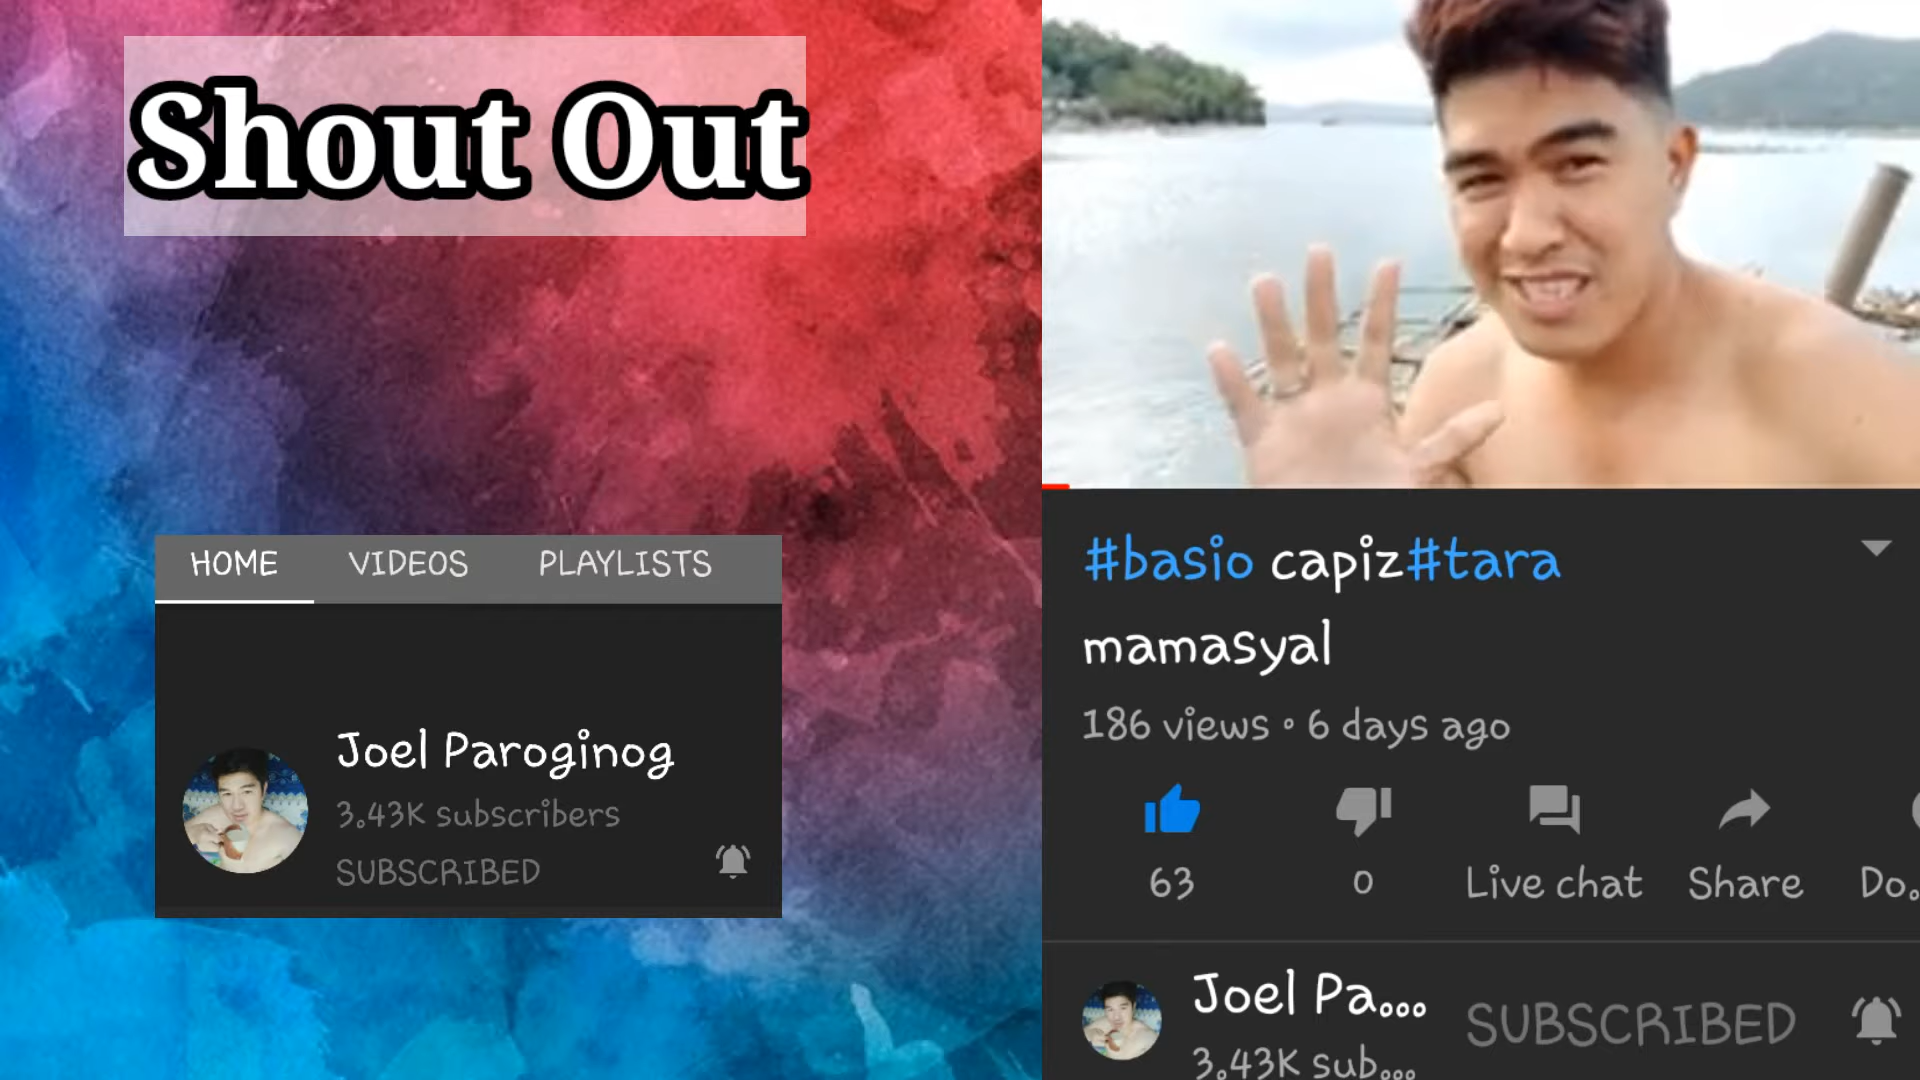 Shout Out
HOME VIDEOS PLAYLISTS
Joel Paroginog
3.43K subscribers
SUBSCRIBED
#basio capiz#tara
mamasyal
186 views • 6 days ago
63 0 Live chat Share Do..
Joel Pa...
SUBSCRIBED
3.43K sub...